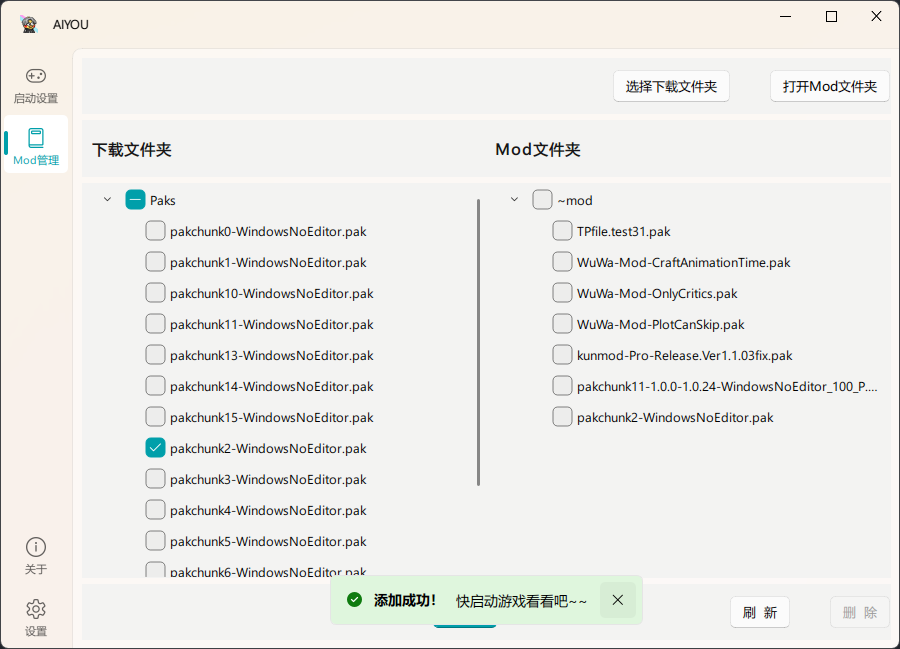 AIYOU
启动设置
Mod管理
关于
设置
选择下载文件夹
打开Mod文件夹
下载文件夹
Mod文件夹
Paks
pakchunk0-WindowsNoEditor.pak
pakchunk1-WindowsNoEditor.pak
pakchunk10-WindowsNoEditor.pak
pakchunk11-WindowsNoEditor.pak
pakchunk13-WindowsNoEditor.pak
pakchunk14-WindowsNoEditor.pak
pakchunk15-WindowsNoEditor.pak
pakchunk2-WindowsNoEditor.pak
pakchunk3-WindowsNoEditor.pak
pakchunk4-WindowsNoEditor.pak
pakchunk5-WindowsNoEditor.pak
pakchunk6-WindowsNoEditor.pak
~mod
TPfile.test31.pak
WuWa-Mod-CraftAnimationTime.pak
WuWa-Mod-OnlyCritics.pak
WuWa-Mod-PlotCanSkip.pak
kunmod-Pro-Release.Ver1.1.03fix.pak
pakchunk11-1.0.0-1.0.24-WindowsNoEditor_100_P....
pakchunk2-WindowsNoEditor.pak
添加成功! 快启动游戏看看吧~~
刷 新
删 除